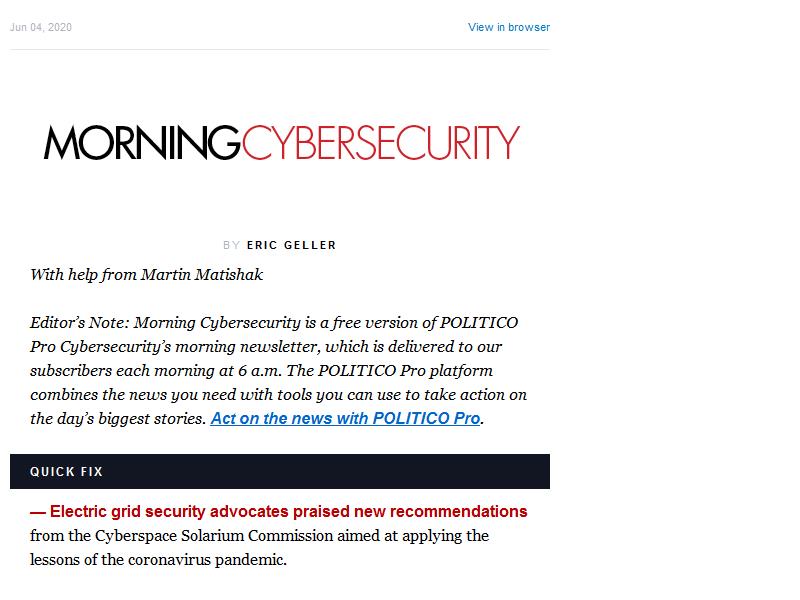 Jun 04, 2020 View in browser
MORNINGCYBERSECURITY
BY ERIC GELLER
With help from Martin Matishak
Editor's Note: Morning Cybersecurity is a free version of POLITICO
Pro Cybersecurity's morning newsletter, which is delivered to our
subscribers each morning at 6 a.m. The POLITICO Pro platform
combines the news you need with tools you can use to take action on
the day's biggest stories. Act on the news with POLITICO Pro.
QUICK FIX
— Electric grid security advocates praised new recommendations
from the Cyberspace Solarium Commission aimed at applying the
lessons of the coronavirus pandemic.